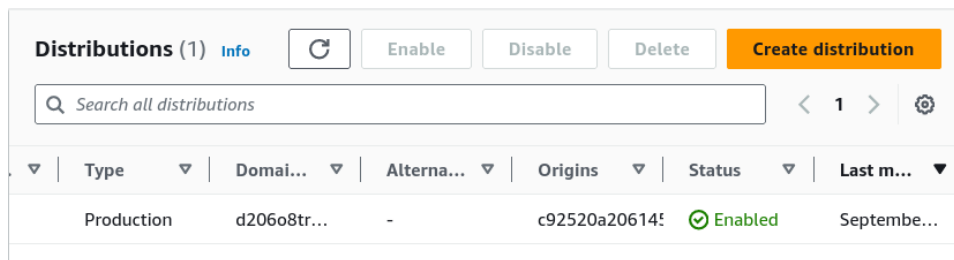 Distributions (1) Info Enable Disable Delete Create distribution
Search all distributions 1
. Type Domai... Alterna... Origins Status Last m...
Production d206o8tr... - c92520a206145 Enabled Septembe...